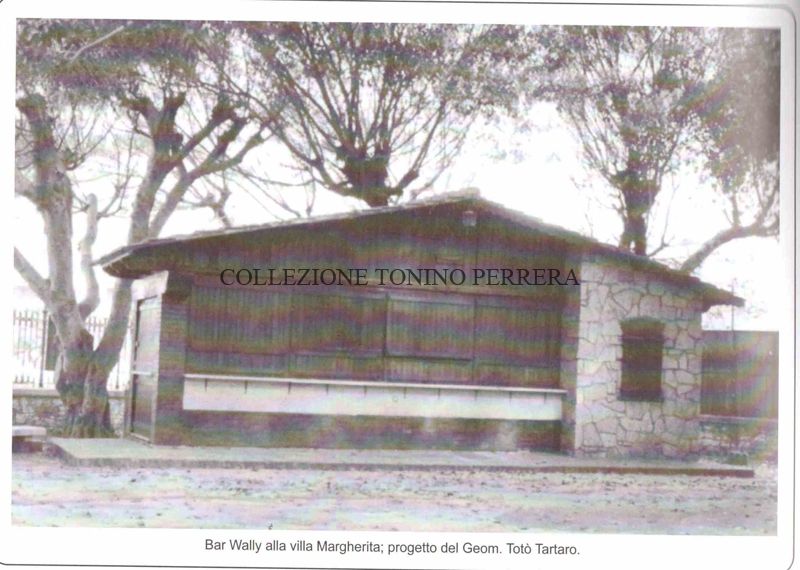 COLLEZIONE TONINO PERRERA
Bar Wally alla villa Margherita; progetto del Geom. Totò Tartaro.